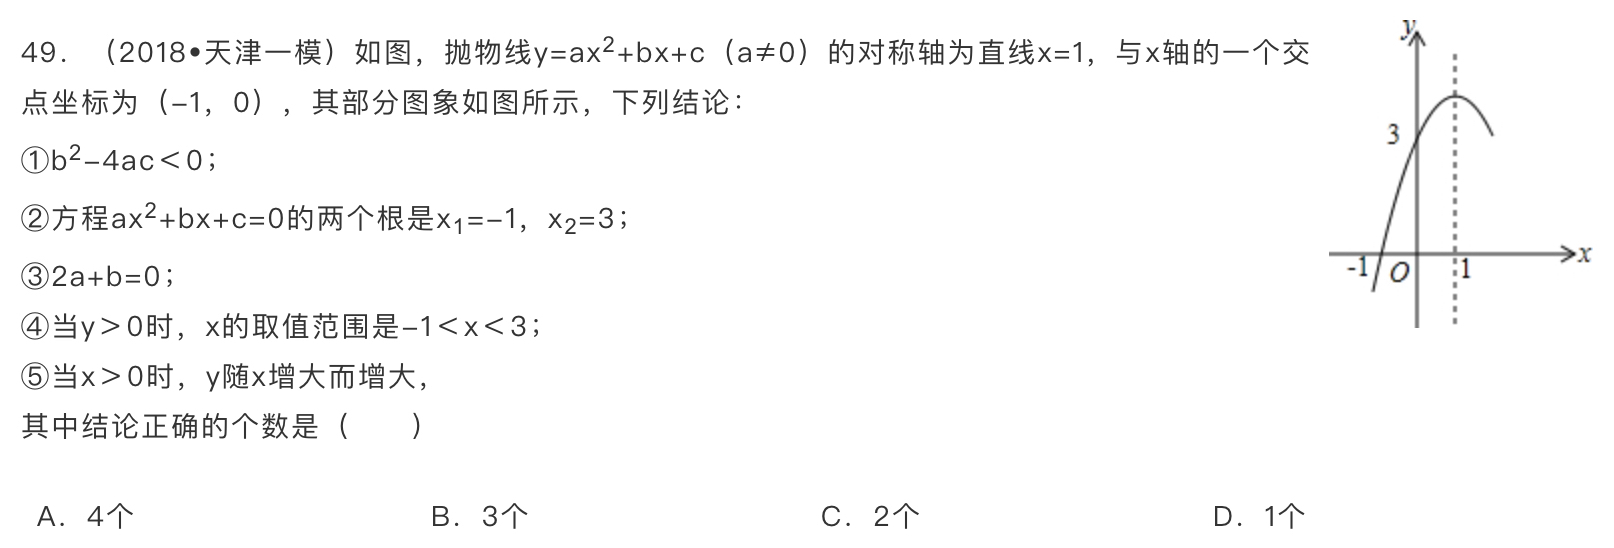 49. （2018•天津一模）如图，抛物线y=ax²+bx+c（a≠0）的对称轴为直线x=1，与x轴的一个交
点坐标为（–1，0），其部分图象如图所示，下列结论：
①b²–4ac＜0；
②方程ax²+bx+c=0的两个根是x₁=–1，x₂=3；
③2a+b=0；
④当y＞0时，x的取值范围是–1＜x＜3；
⑤当x＞0时，y随x增大而增大，
其中结论正确的个数是（　　）
A. 4个 B. 3个 C. 2个 D. 1个
y
3
x
-1 O 1